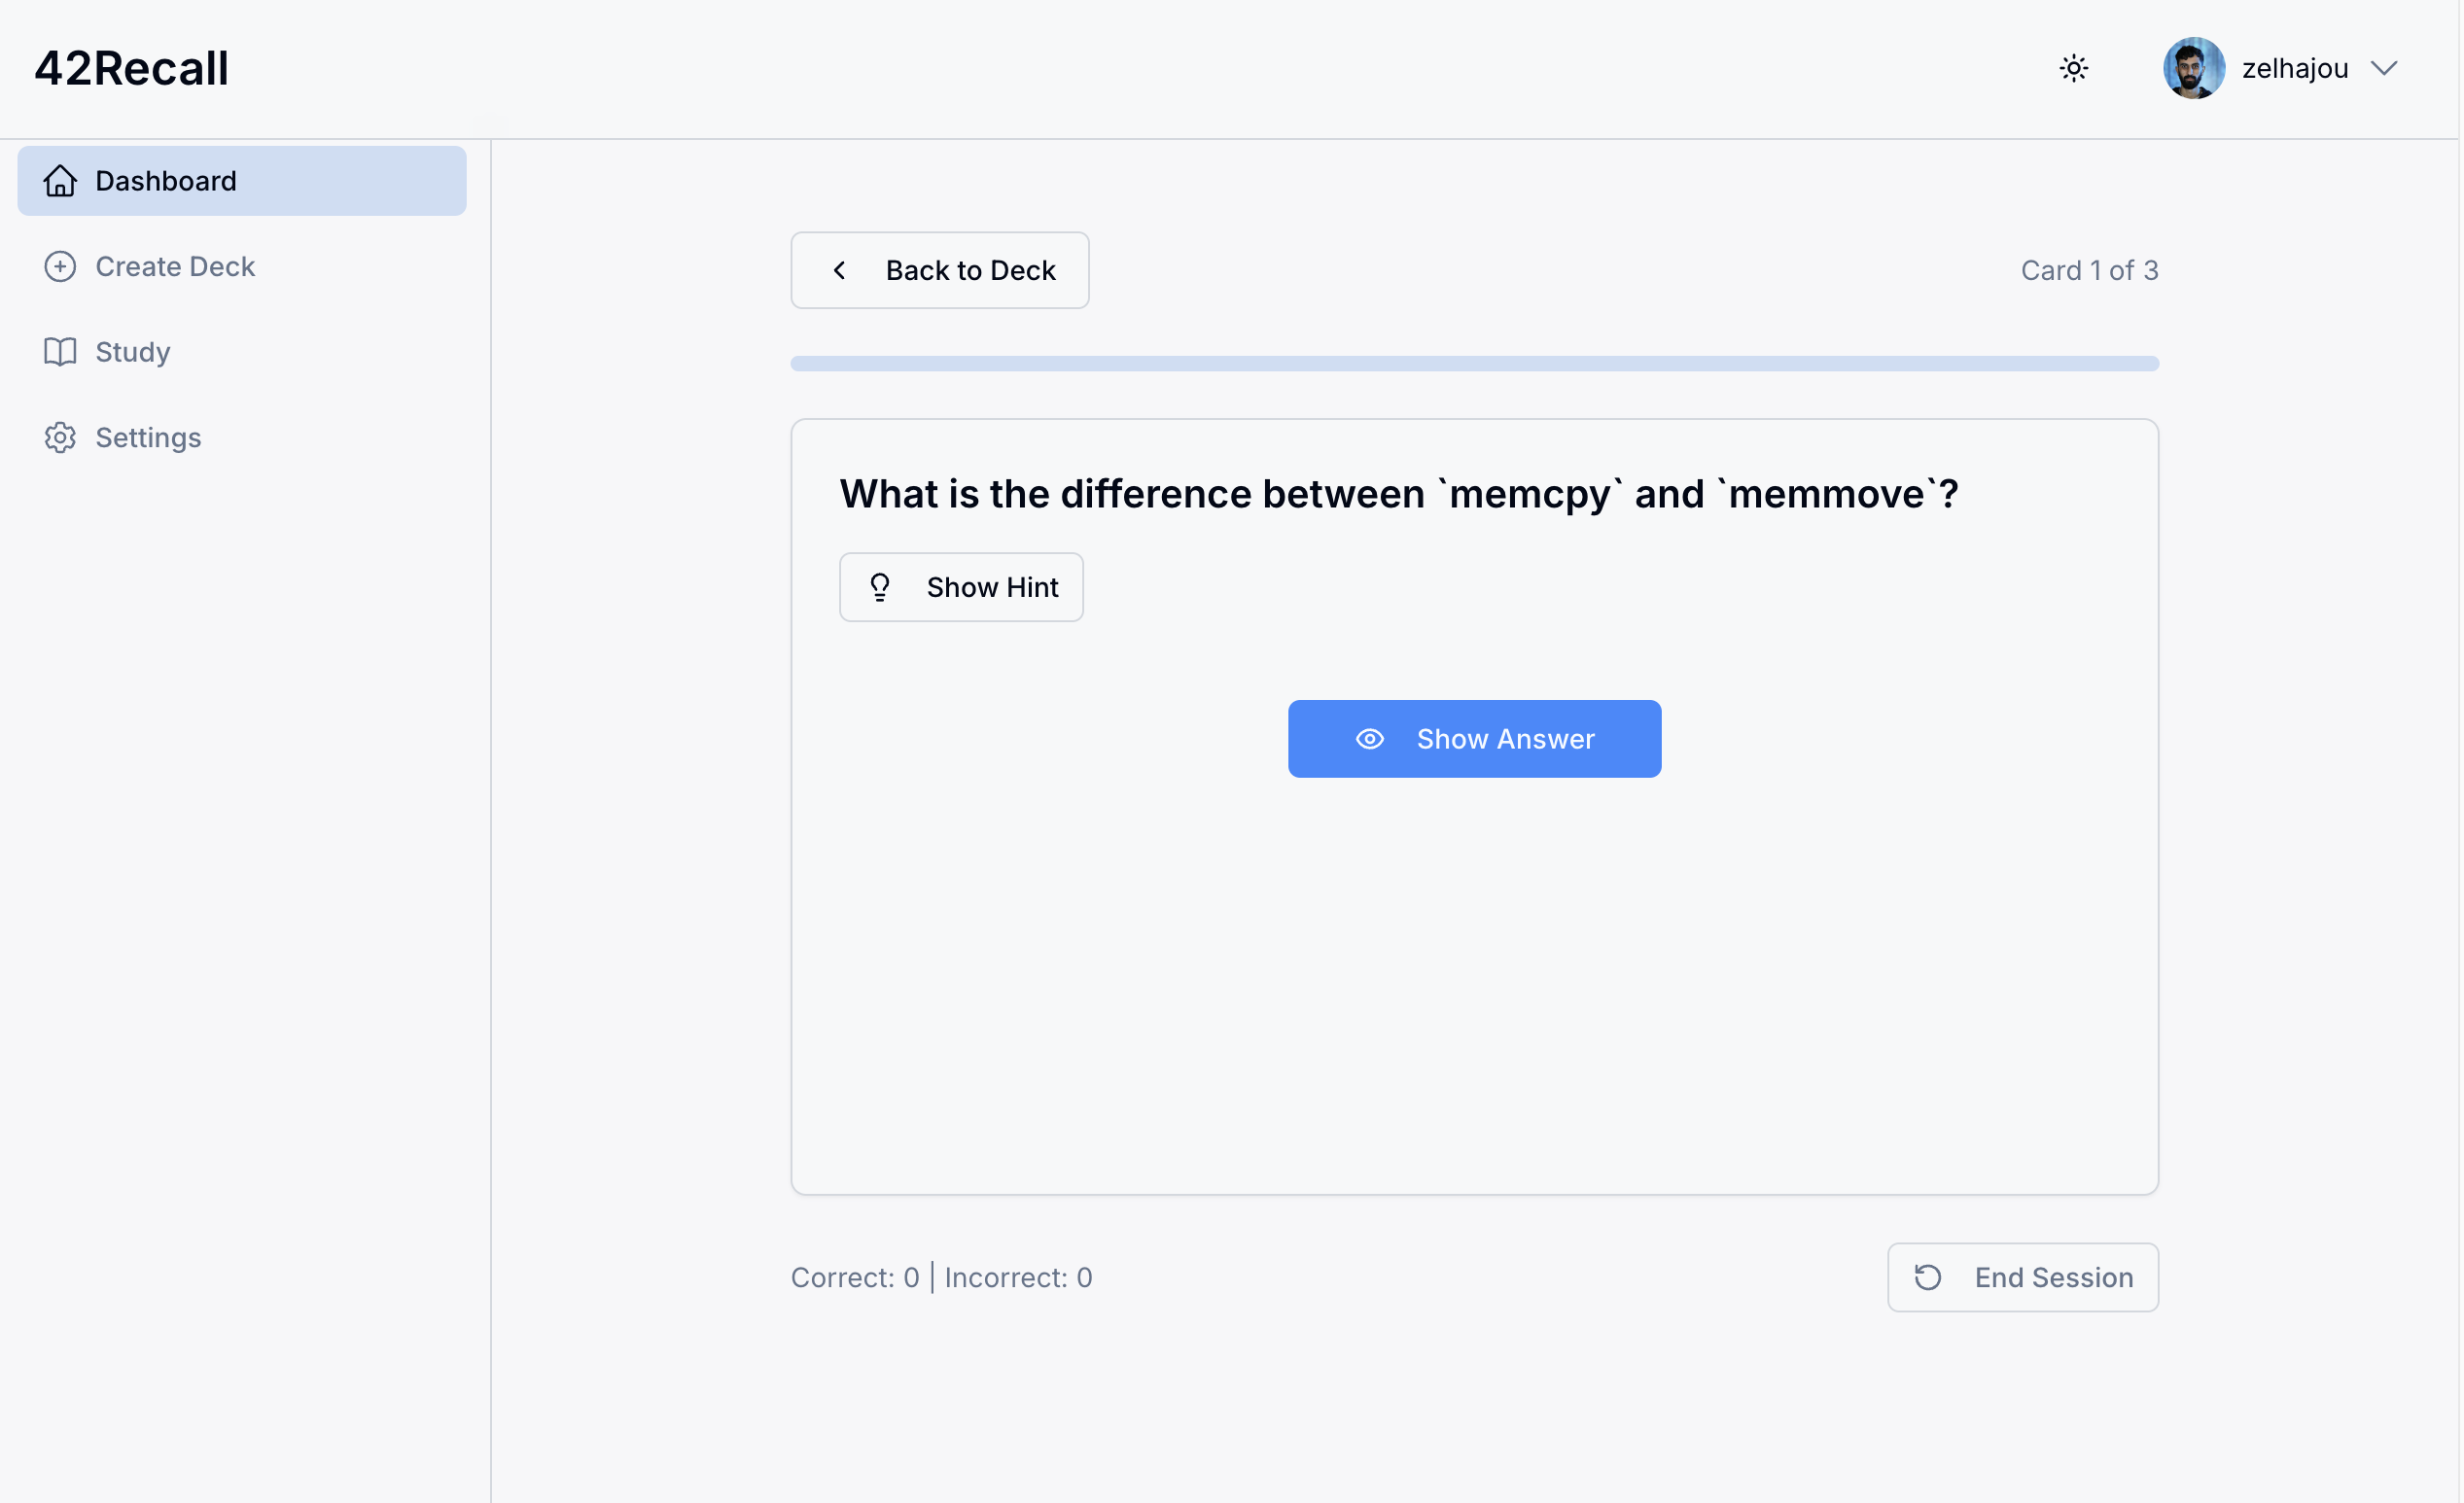 42Recall
zelhajou
Dashboard
Create Deck
Study
Settings
Back to Deck
Card 1 of 3
What is the difference between `memcpy` and `memmove`?
Show Hint
Show Answer
Correct: 0 | Incorrect: 0
End Session